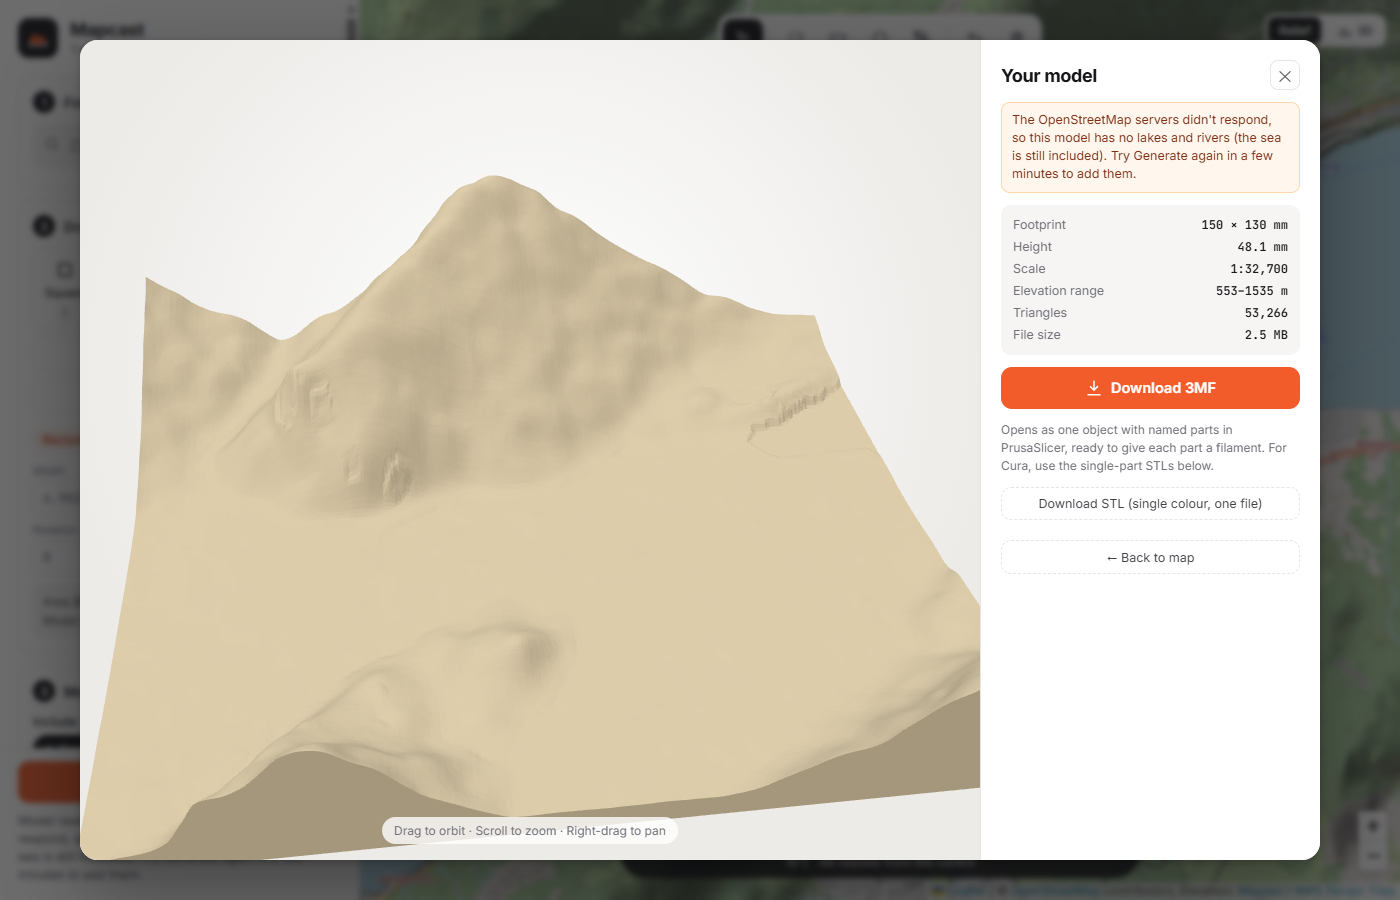 Mapcast
Your model
The OpenStreetMap servers didn't respond,
so this model has no lakes and rivers (the sea
is still included). Try Generate again in a few
minutes to add them.
Footprint 150 × 130 mm
Height 48.1 mm
Scale 1:32,700
Elevation range 553–1535 m
Triangles 53,266
File size 2.5 MB
Download 3MF
Opens as one object with named parts in
PrusaSlicer, ready to give each part a filament. For
Cura, use the single-part STLs below.
Download STL (single colour, one file)
← Back to map
Drag to orbit · Scroll to zoom · Right-drag to pan